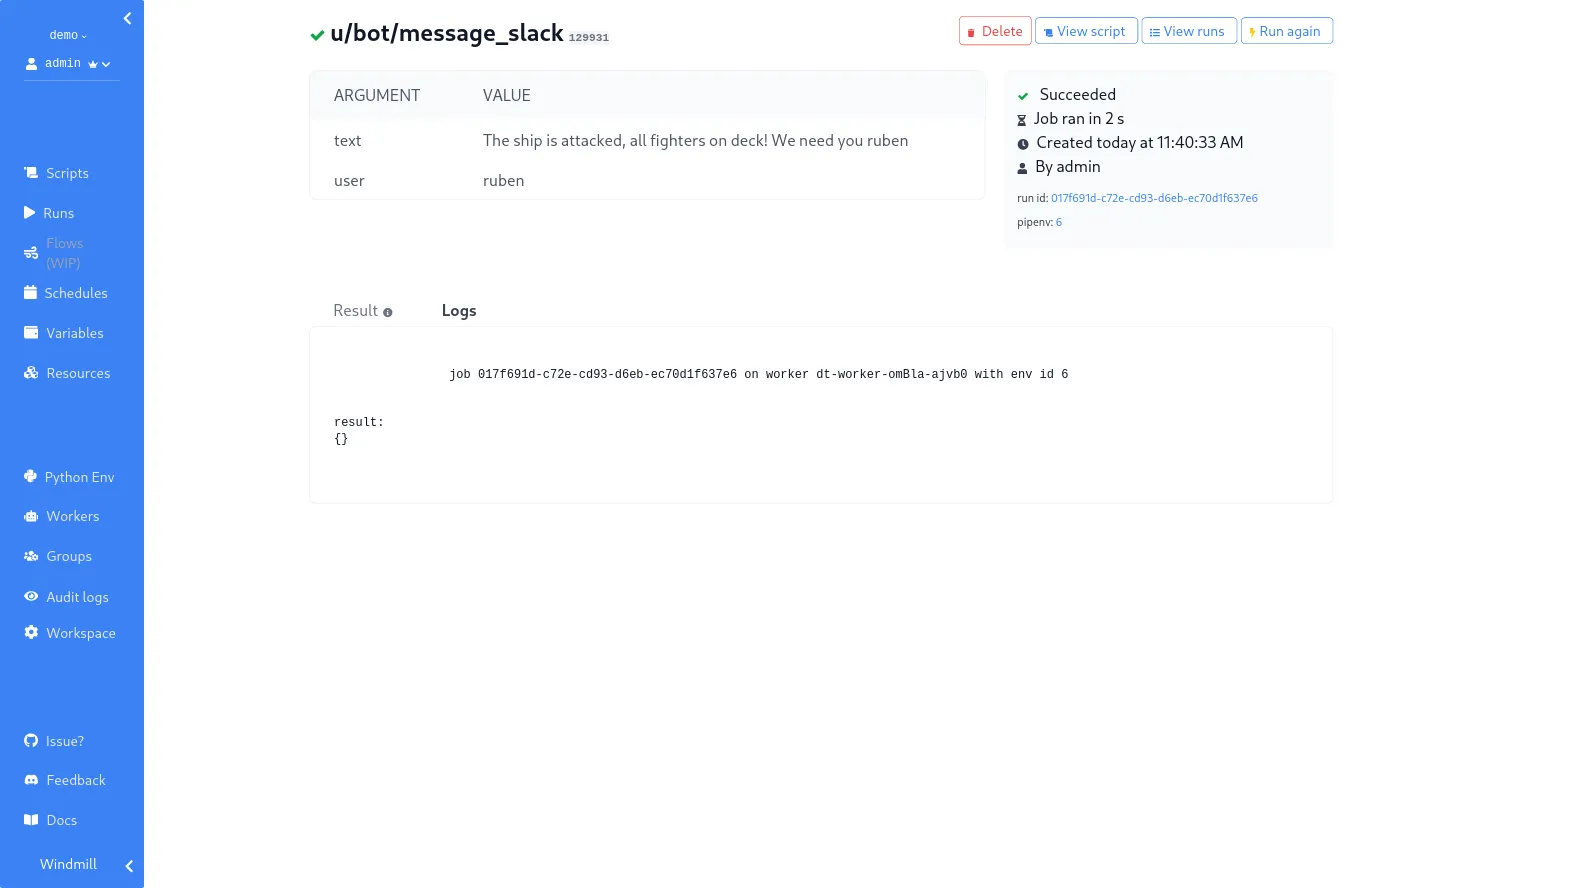 demo
admin
Scripts
Runs
Flows
(WIP)
Schedules
Variables
Resources
Python Env
Workers
Groups
Audit logs
Workspace
Issue?
Feedback
Docs
Windmill
u/bot/message_slack 129931
Delete
View script
View runs
Run again
ARGUMENT VALUE
text The ship is attacked, all fighters on deck! We need you ruben
user ruben
Succeeded
Job ran in 2 s
Created today at 11:40:33 AM
By admin
run id: 017f691d-c72e-cd93-d6eb-ec70d1f637e6
pipenv: 6
Result Logs
job 017f691d-c72e-cd93-d6eb-ec70d1f637e6 on worker dt-worker-omBla-ajvb0 with env id 6
result:
{}